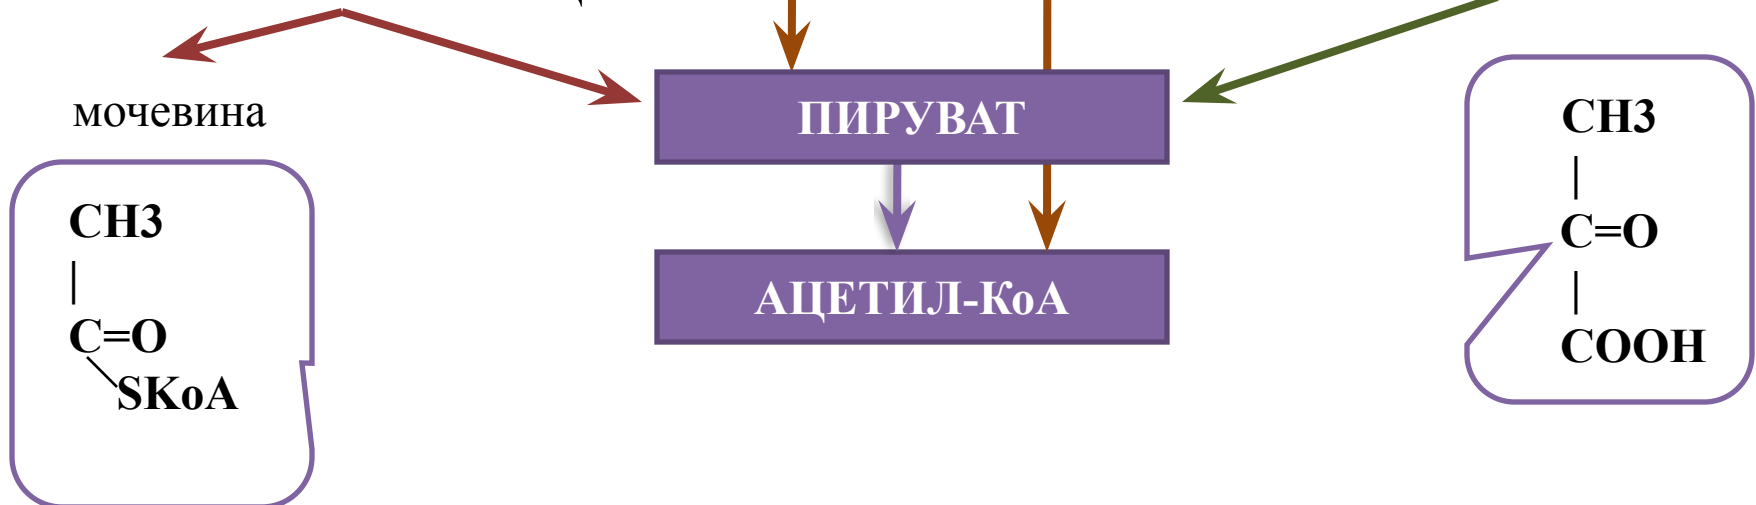 мочевина
ПИРУВАТ
АЦЕТИЛ-КоА
CH3
|
C=O
\
SKoA
CH3
|
C=O
|
COOH